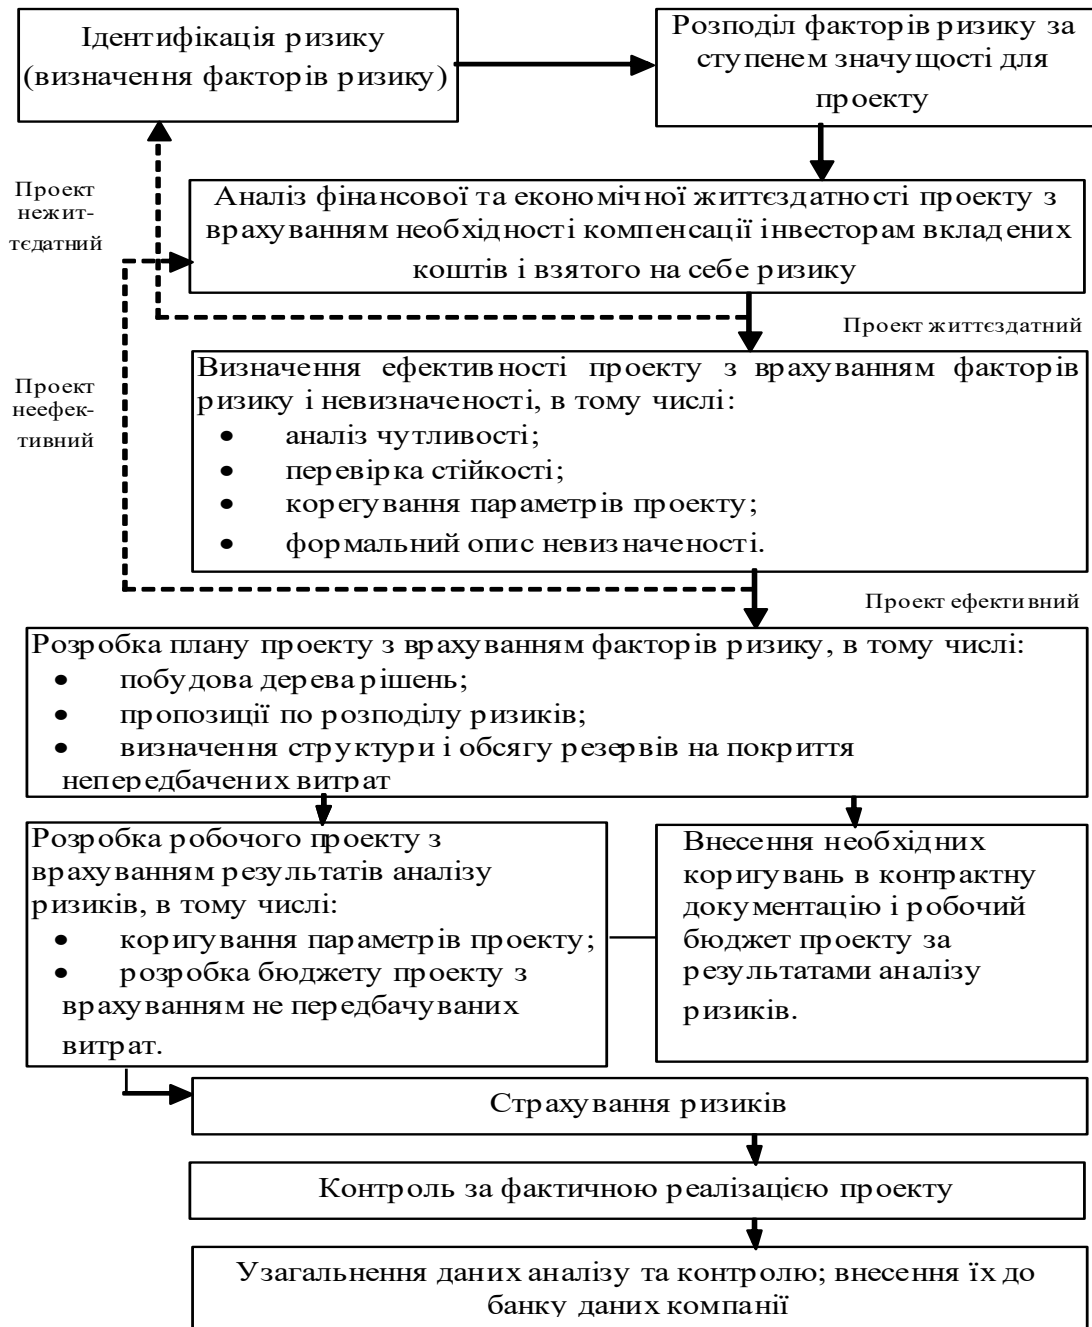 Ідентифікація ризику
(визначення факторів ризику)
Розподіл факторів ризику за
ступенем значущості для
проекту
Проект
нежит-
тєдатний
Аналіз фінансової та економічної життєздатності проекту з
врахуванням необхідності компенсації інвесторам вкладених
коштів і взятого на себе ризику
Проект життєздатний
Проект
неефек-
тивний
Визначення ефективності проекту з врахуванням факторів
ризику і невизначеності, в тому числі:
• аналіз чутливості;
• перевірка стійкості;
• корегування параметрів проекту;
• формальний опис невизначеності.
Проект ефективний
Розробка плану проекту з врахуванням факторів ризику, в тому числі:
• побудова дерева рішень;
• пропозиції по розподілу ризиків;
• визначення структури і обсягу резервів на покриття
непередбачених витрат
Розробка робочого проекту з
врахуванням результатів аналізу
ризиків, в тому числі:
• коригування параметрів проекту;
• розробка бюджету проекту з
врахуванням не передбачуваних
витрат.
Внесення необхідних
коригувань в контрактну
документацію і робочий
бюджет проекту за
результатами аналізу
ризиків.
Страхування ризиків
Контроль за фактичною реалізацією проекту
Узагальнення даних аналізу та контролю; внесення їх до
банку даних компанії